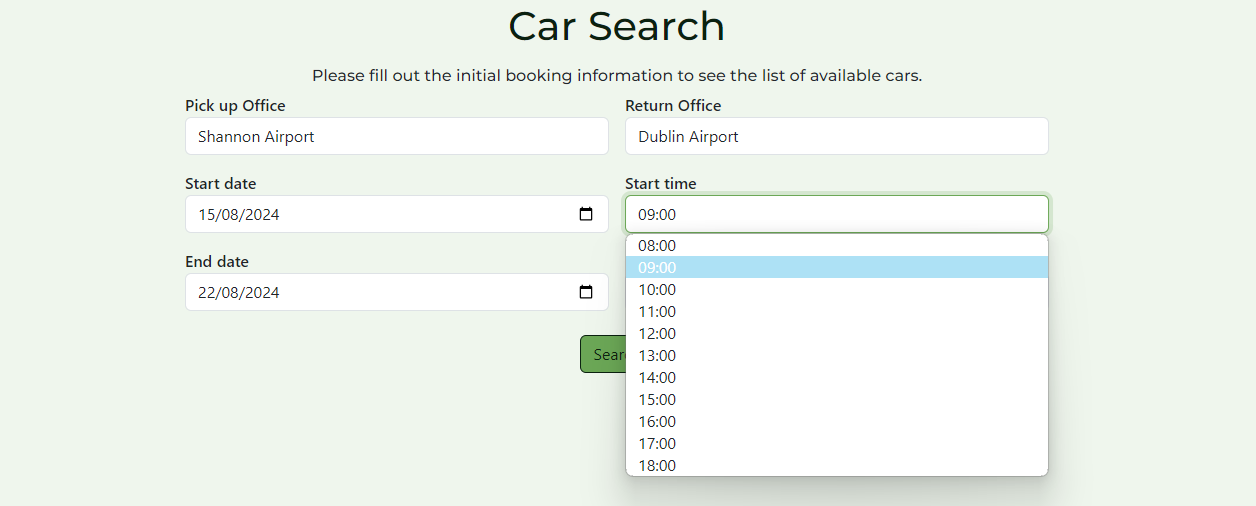 Car Search
Please fill out the initial booking information to see the list of available cars.
Pick up Office
Return Office
Shannon Airport
Dublin Airport
Start date
Start time
15/08/2024
09:00
End date
22/08/2024
08:00
09:00
10:00
11:00
12:00
13:00
14:00
15:00
16:00
17:00
18:00